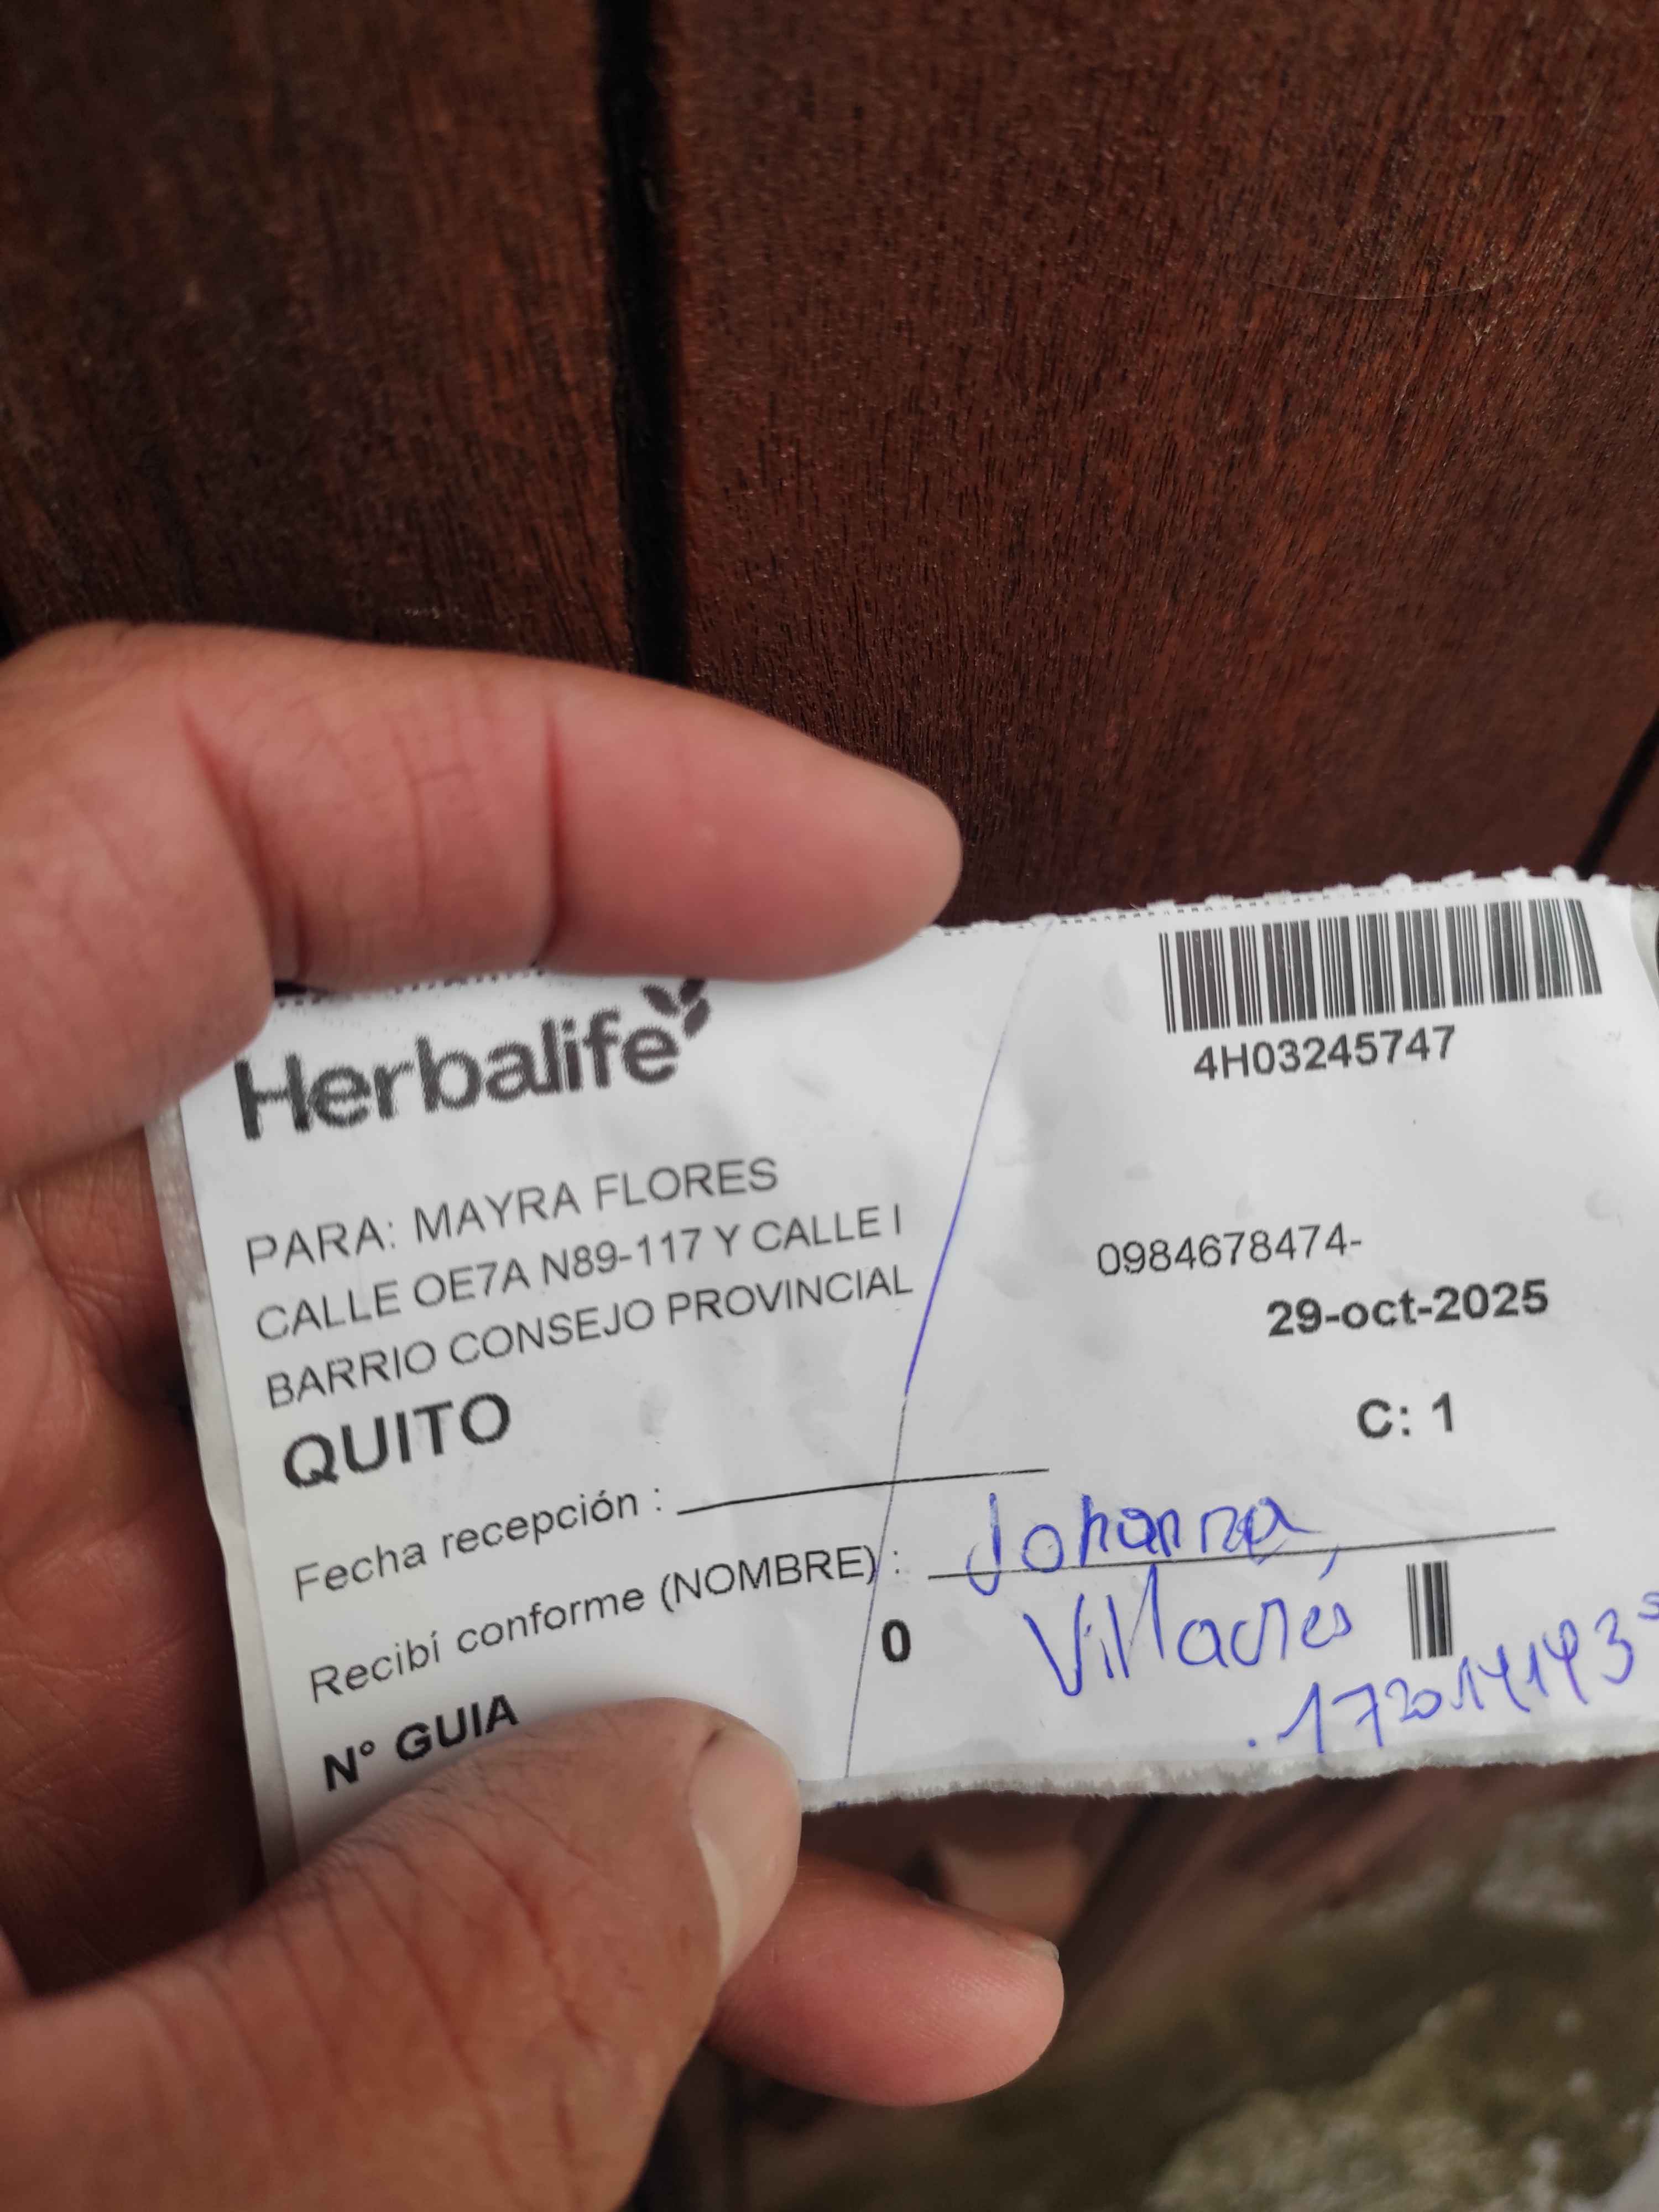 Herbalife
4H03245747
PARA: MAYRA FLORES
CALLE OE7A N89-117 Y CALLE I
BARRIO CONSEJO PROVINCIAL
QUITO
0984678474-
29-oct-2025
C: 1
Fecha recepción :
Recibí conforme (NOMBRE) : Johanna
Villacrés
N° GUIA 0